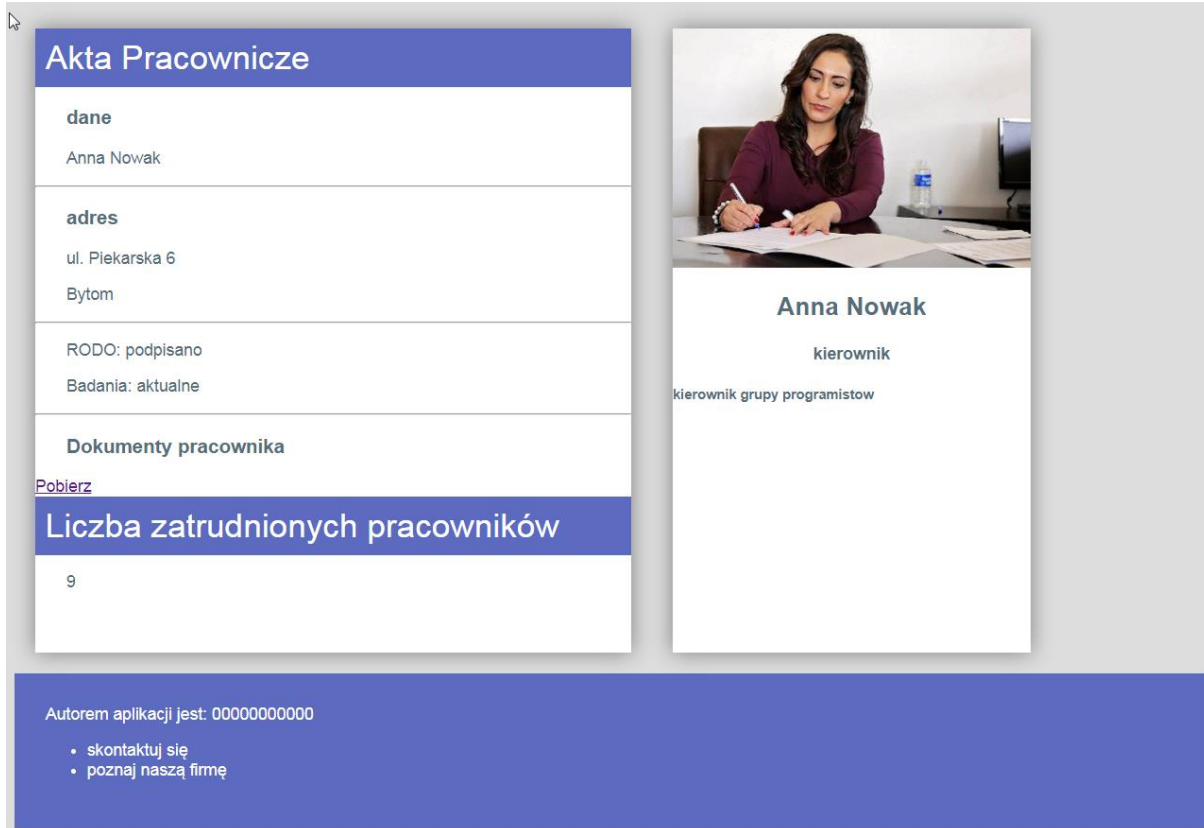 Akta Pracownicze
dane
Anna Nowak
adres
ul. Piekarska 6
Bytom
RODO: podpisano
Badania: aktualne
Dokumenty pracownika
Pobierz
Liczba zatrudnionych pracowników
9
Anna Nowak
kierownik
kierownik grupy programistow
Autorem aplikacji jest: 00000000000
skontaktuj się
poznaj naszą firmę